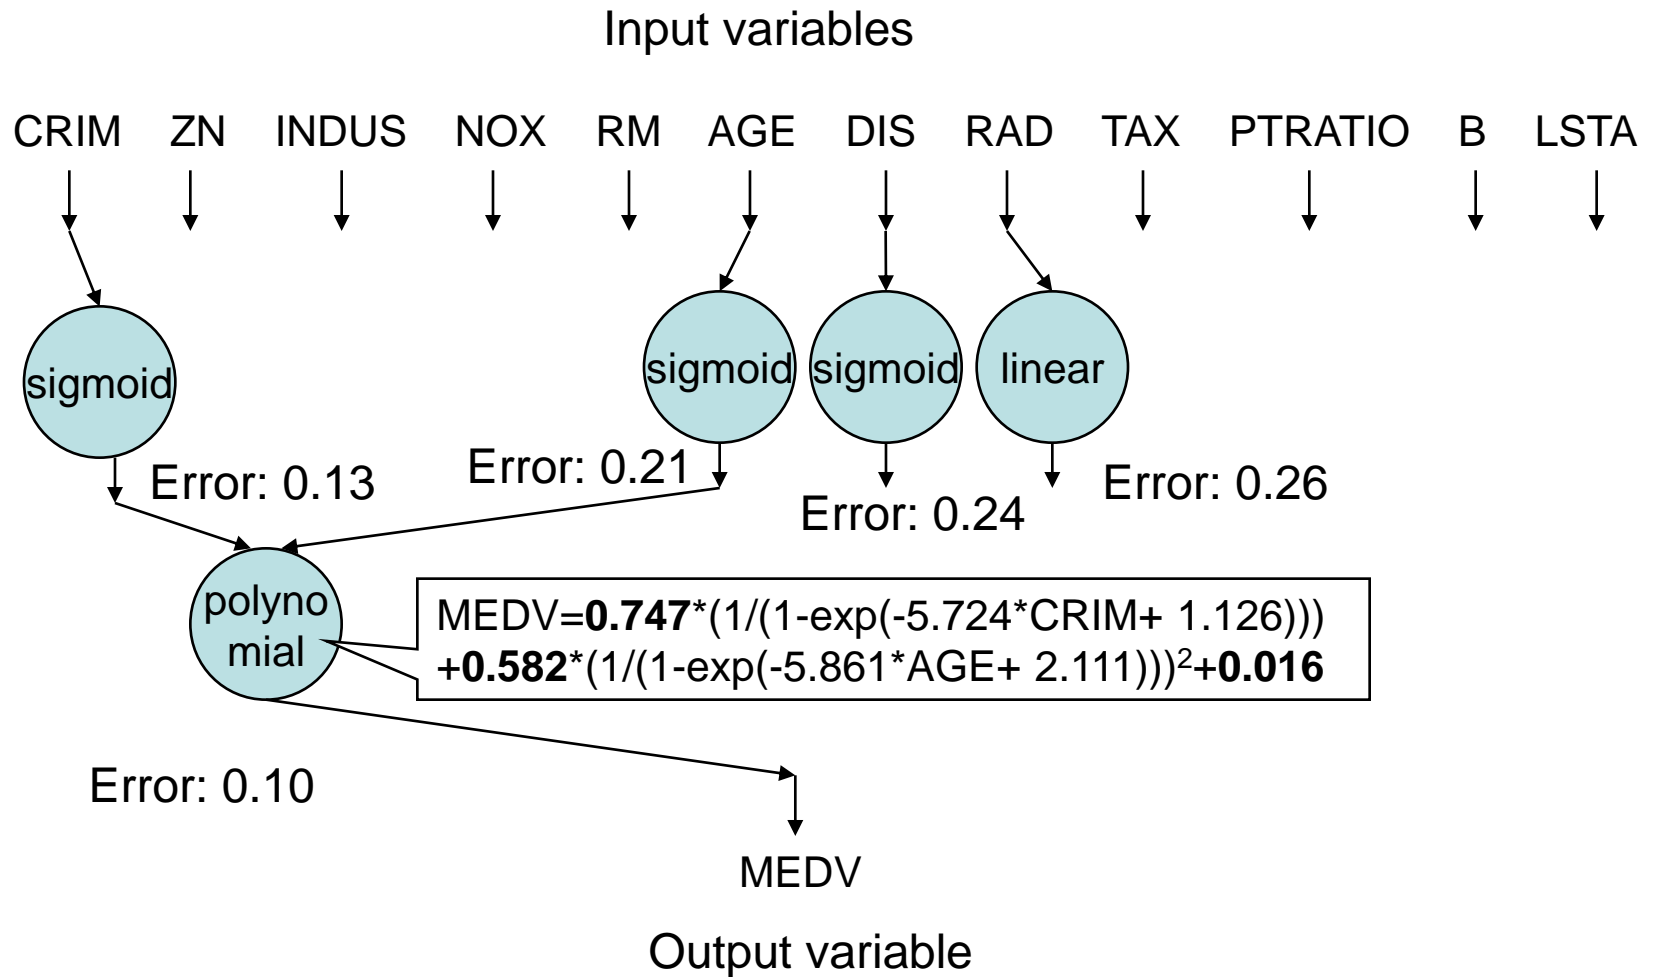 Input variables
CRIM ZN INDUS NOX RM AGE DIS RAD TAX PTRATIO B LSTA
sigmoid
sigmoid
sigmoid
linear
Error: 0.13
Error: 0.21
Error: 0.24
Error: 0.26
polyno
mial
MEDV=0.747*(1/(1-exp(-5.724*CRIM+ 1.126)))
+0.582*(1/(1-exp(-5.861*AGE+ 2.111)))²+0.016
Error: 0.10
MEDV
Output variable